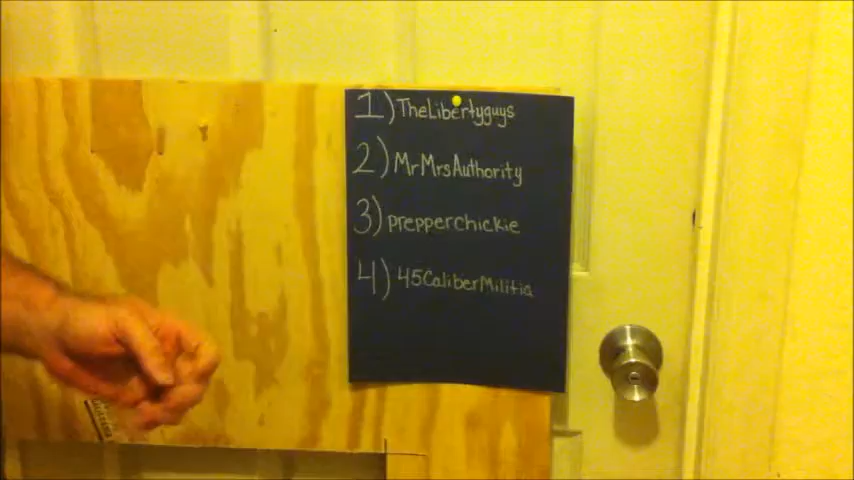 1) TheLibertyguys
2) MrMrsAuthority
3) prepperchickie
4) 45CaliberMilitia